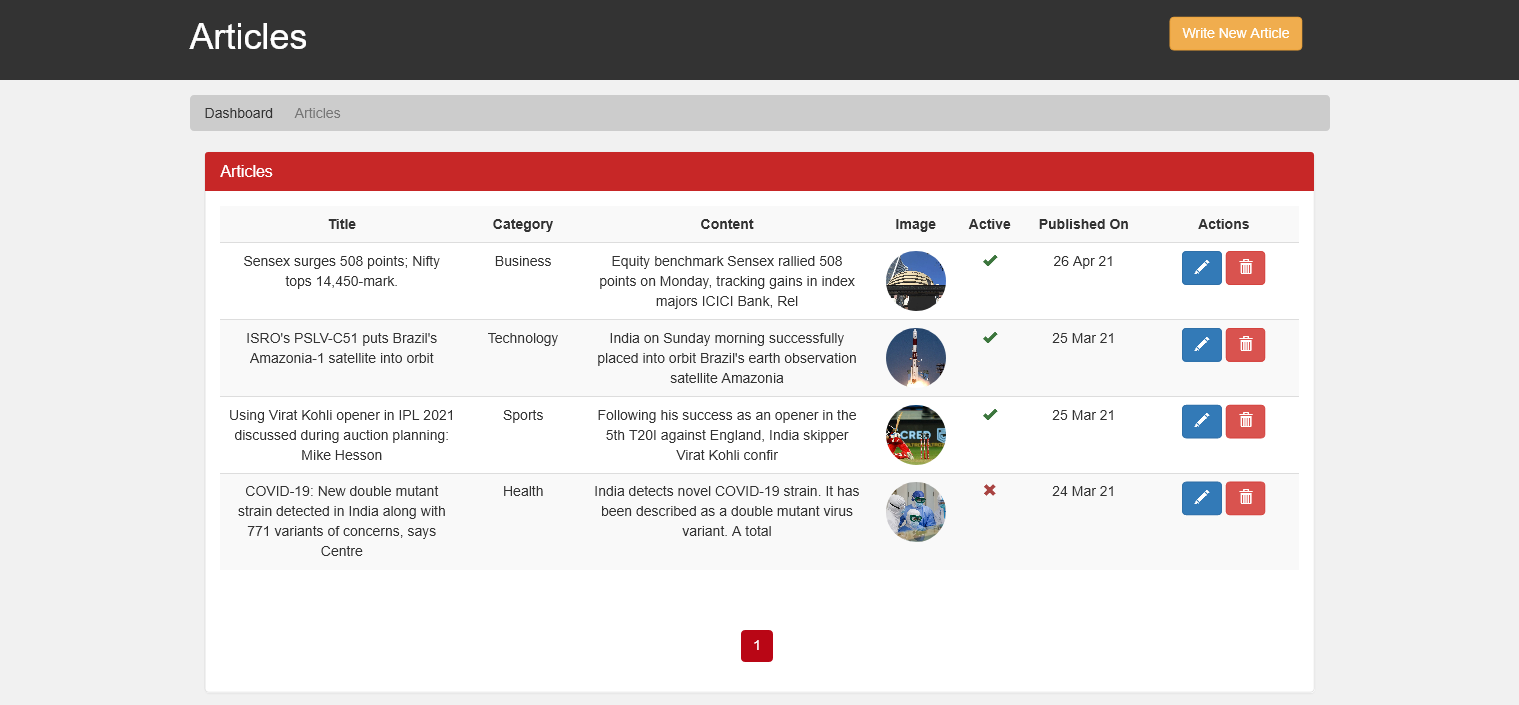 Articles
Write New Article
Dashboard Articles
Articles
Title Category Content Image Active Published On Actions
Sensex surges 508 points; Nifty
tops 14,450-mark.
Business
Equity benchmark Sensex rallied 508
points on Monday, tracking gains in index
majors ICICI Bank, Rel
26 Apr 21
ISRO's PSLV-C51 puts Brazil's
Amazonia-1 satellite into orbit
Technology
India on Sunday morning successfully
placed into orbit Brazil's earth observation
satellite Amazonia
25 Mar 21
Using Virat Kohli opener in IPL 2021
discussed during auction planning:
Mike Hesson
Sports
Following his success as an opener in the
5th T20I against England, India skipper
Virat Kohli confir
CRED
25 Mar 21
COVID-19: New double mutant
strain detected in India along with
771 variants of concerns, says
Centre
Health
India detects novel COVID-19 strain. It has
been described as a double mutant virus
variant. A total
24 Mar 21
1